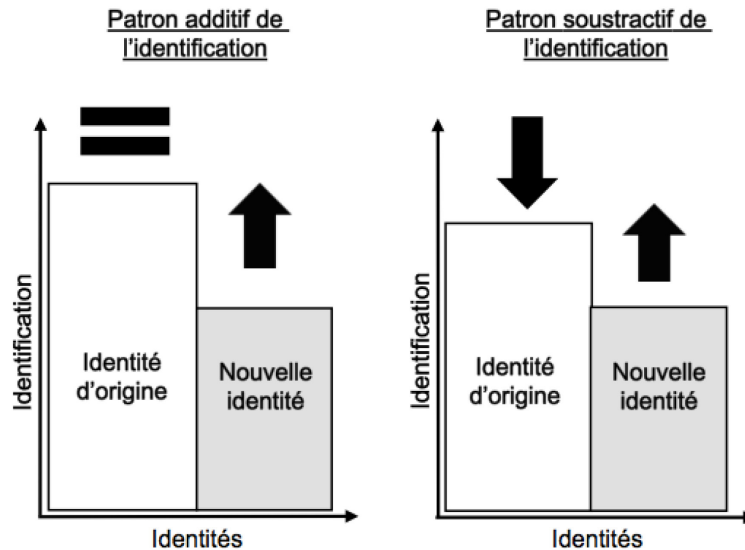 Patron additif de
l'identification
Identification
Identité
d'origine
Nouvelle
identité
Identités
Patron soustractif de
l'identification
Identification
Identité
d'origine
Nouvelle
identité
Identités